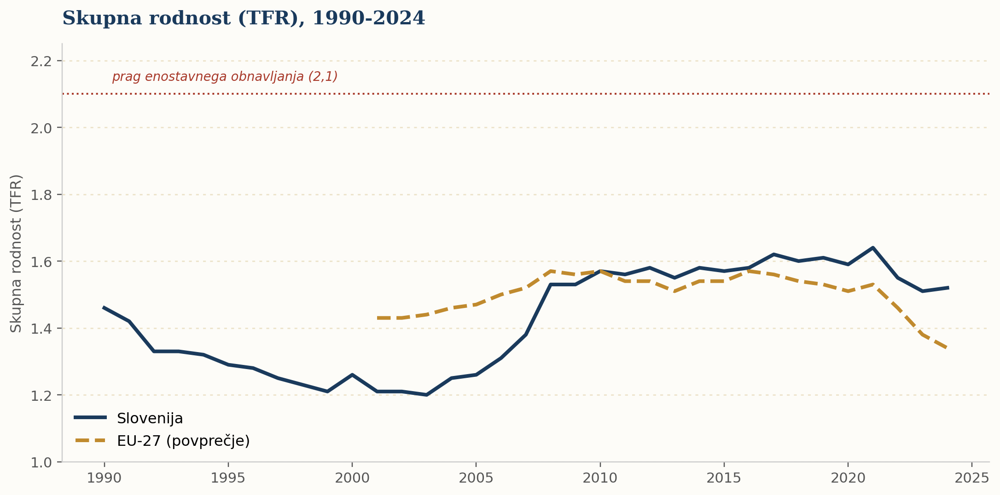 Skupna rodnost (TFR), 1990-2024
Skupna rodnost (TFR)
2.2
2.0
1.8
1.6
1.4
1.2
1.0
prag enostavnega obnavljanja (2,1)
Slovenija
EU-27 (povprečje)
1990 1995 2000 2005 2010 2015 2020 2025